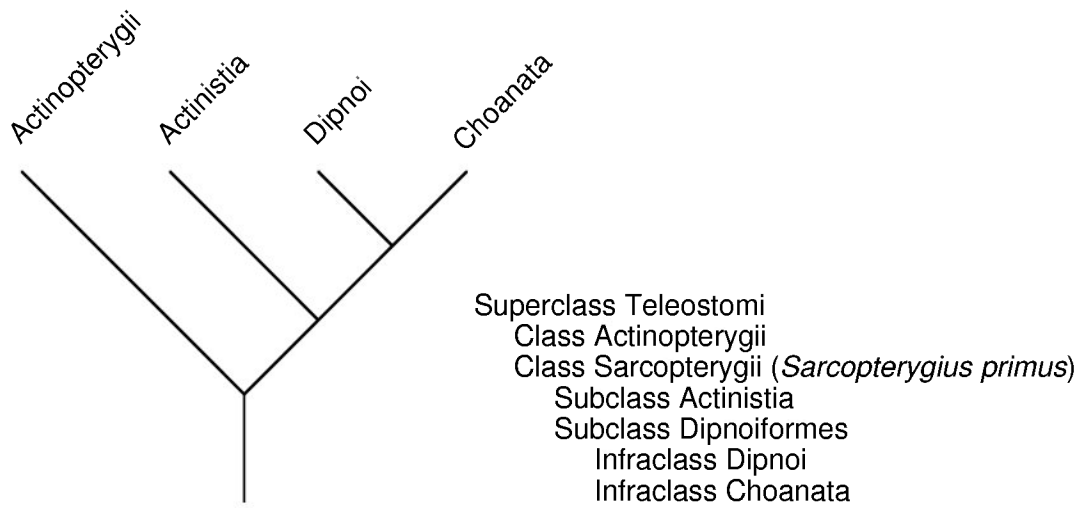 Actinopterygii
Actinistia
Dipnoi
Choanata
Superclass Teleostomi
Class Actinopterygii
Class Sarcopterygii (Sarcopterygius primus)
Subclass Actinistia
Subclass Dipnoiformes
Infraclass Dipnoi
Infraclass Choanata